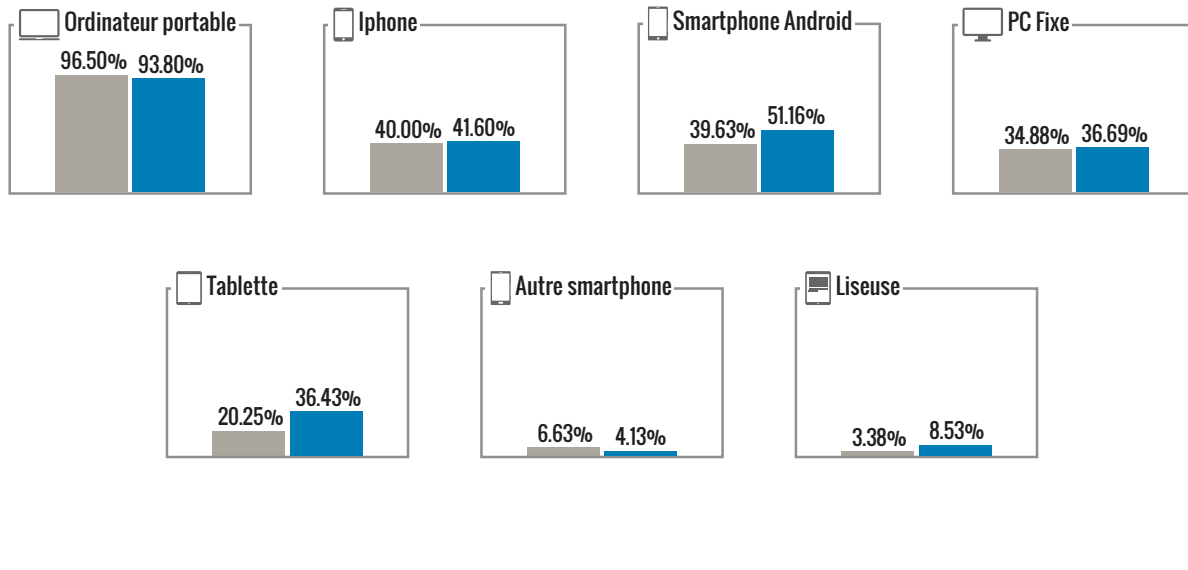 Ordinateur portable
96.50% 93.80%
Iphone
40.00% 41.60%
Smartphone Android
39.63% 51.16%
PC Fixe
34.88% 36.69%
Tablette
20.25% 36.43%
Autre smartphone
6.63% 4.13%
Liseuse
3.38% 8.53%